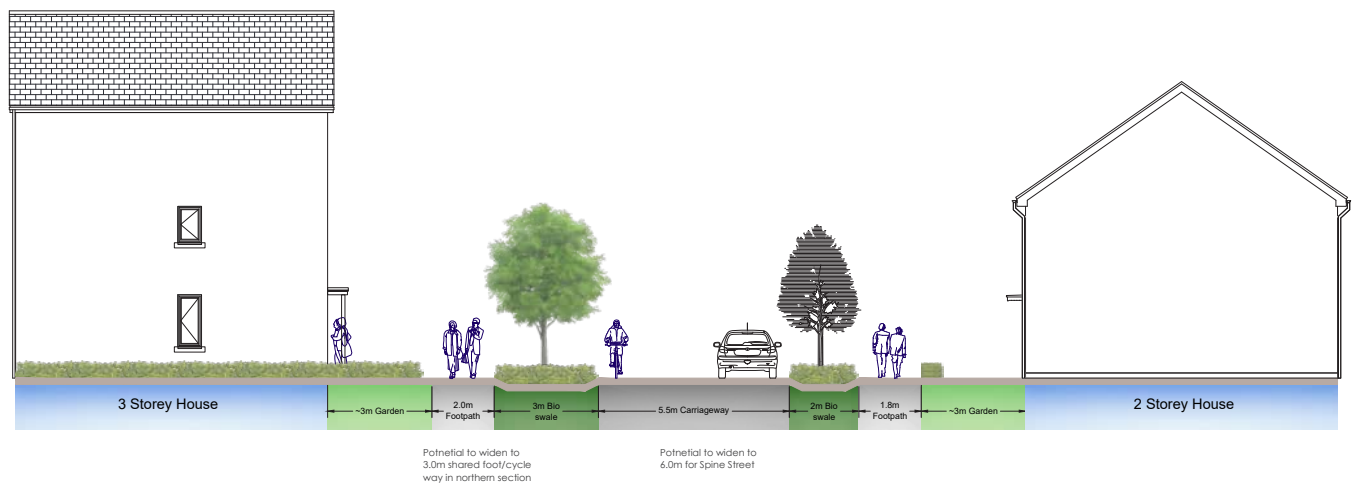 3 Storey House
~3m Garden
2.0m
Footpath
3m Bio
swale
5.5m Carriageway
2m Bio
swale
1.8m
Footpath
~3m Garden
2 Storey House
Potnetial to widen to
3.0m shared foot/cycle
way in northern section
Potnetial to widen to
6.0m for Spine Street